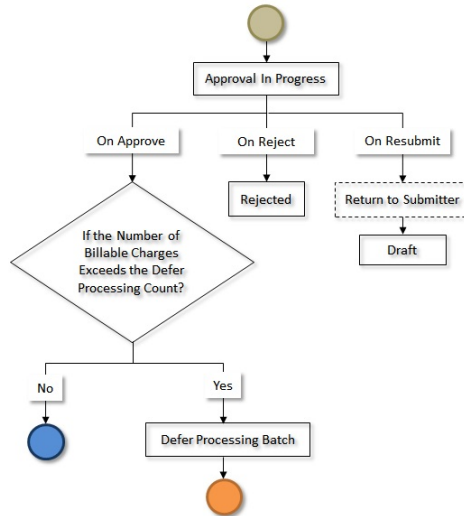 Approval In Progress
On Approve
On Reject
On Resubmit
Rejected
Return to Submitter
If the Number of
Billable Charges
Exceeds the Defer
Processing Count?
Draft
No
Yes
Defer Processing Batch